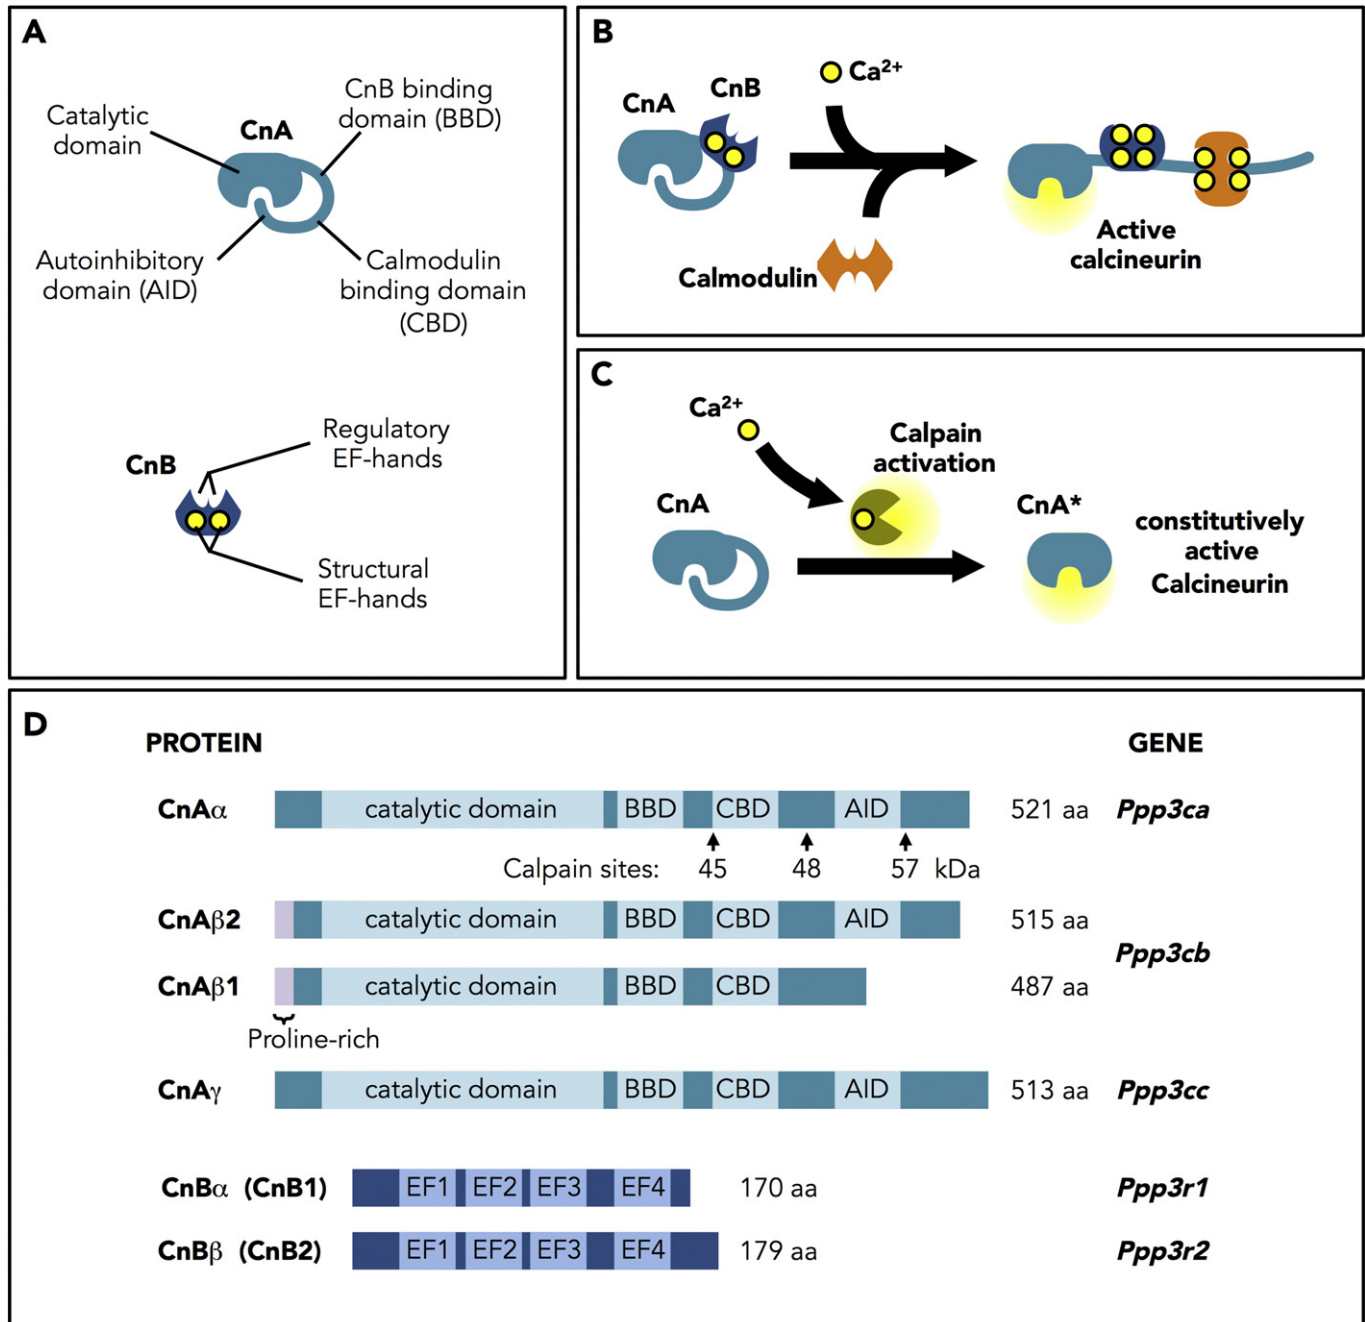 A
Catalytic
domain
CnA
CnB binding
domain (BBD)
Autoinhibitory
domain (AID)
Calmodulin
binding domain
(CBD)
CnB
Regulatory
EF-hands
Structural
EF-hands
B
CnA
CnB
Ca²⁺
Calmodulin
Active
calcineurin
C
Ca²⁺
Calpain
activation
CnA
CnA*
constitutively
active
Calcineurin
D
PROTEIN
GENE
CnAα catalytic domain BBD CBD AID 521 aa Ppp3ca
Calpain sites: 45 48 57 kDa
CnAβ2 catalytic domain BBD CBD AID 515 aa
Ppp3cb
CnAβ1 catalytic domain BBD CBD 487 aa
Proline-rich
CnAγ catalytic domain BBD CBD AID 513 aa Ppp3cc
CnBα (CnB1) EF1 EF2 EF3 EF4 170 aa Ppp3r1
CnBβ (CnB2) EF1 EF2 EF3 EF4 179 aa Ppp3r2